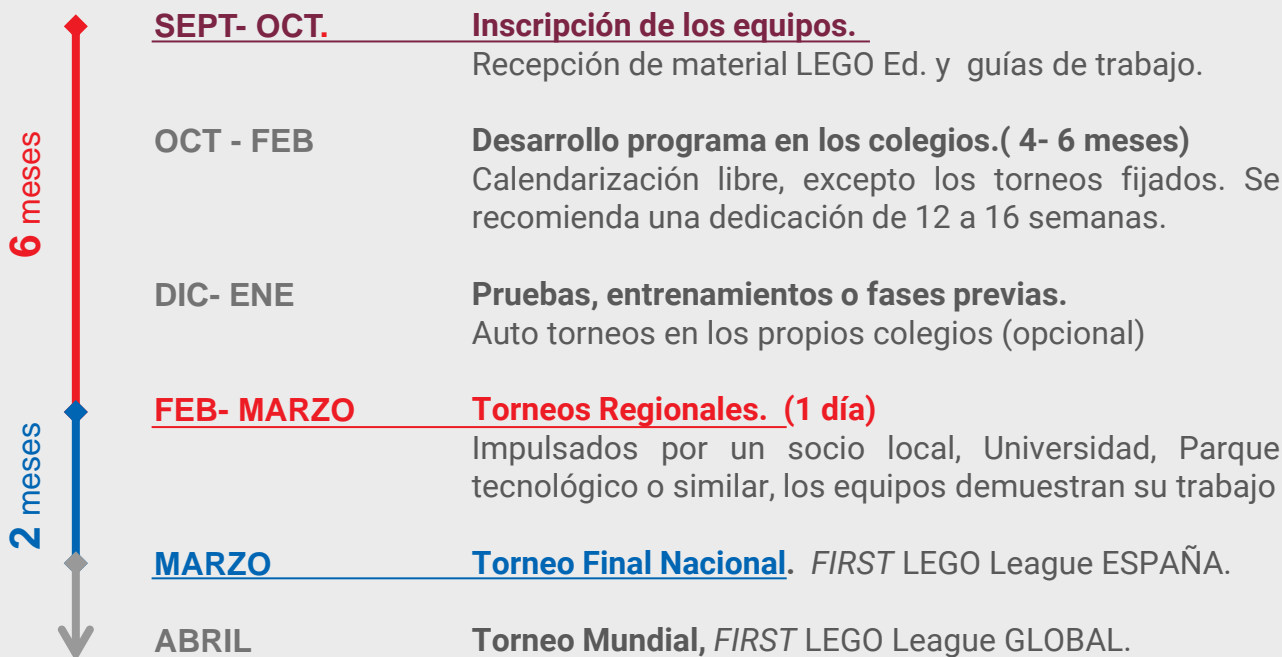 6 meses
2 meses
SEPT- OCT. Inscripción de los equipos.
Recepción de material LEGO Ed. y guías de trabajo.
OCT - FEB Desarrollo programa en los colegios.( 4- 6 meses)
Calendarización libre, excepto los torneos fijados. Se
recomienda una dedicación de 12 a 16 semanas.
DIC- ENE Pruebas, entrenamientos o fases previas.
Auto torneos en los propios colegios (opcional)
FEB- MARZO Torneos Regionales. (1 día)
Impulsados por un socio local, Universidad, Parque
tecnológico o similar, los equipos demuestran su trabajo
MARZO Torneo Final Nacional. FIRST LEGO League ESPAÑA.
ABRIL Torneo Mundial, FIRST LEGO League GLOBAL.